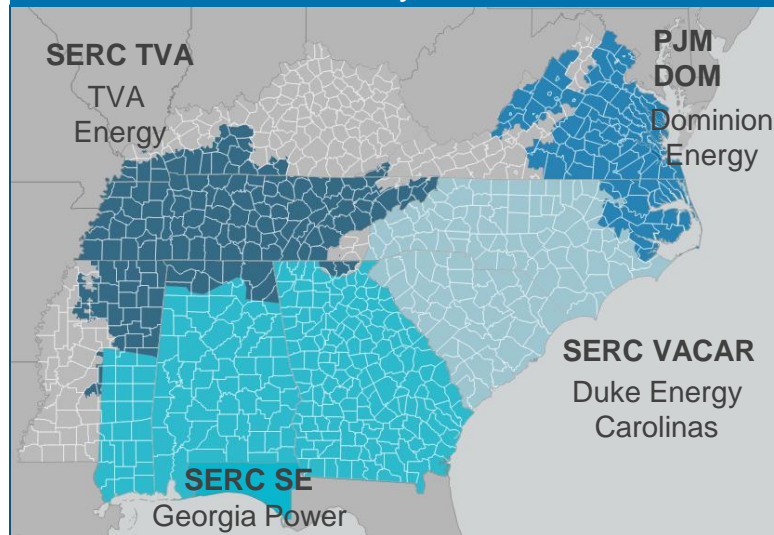 SERC TVA
TVA
Energy
PJM
DOM
Dominion
Energy
SERC VACAR
Duke Energy
Carolinas
SERC SE
Georgia Power